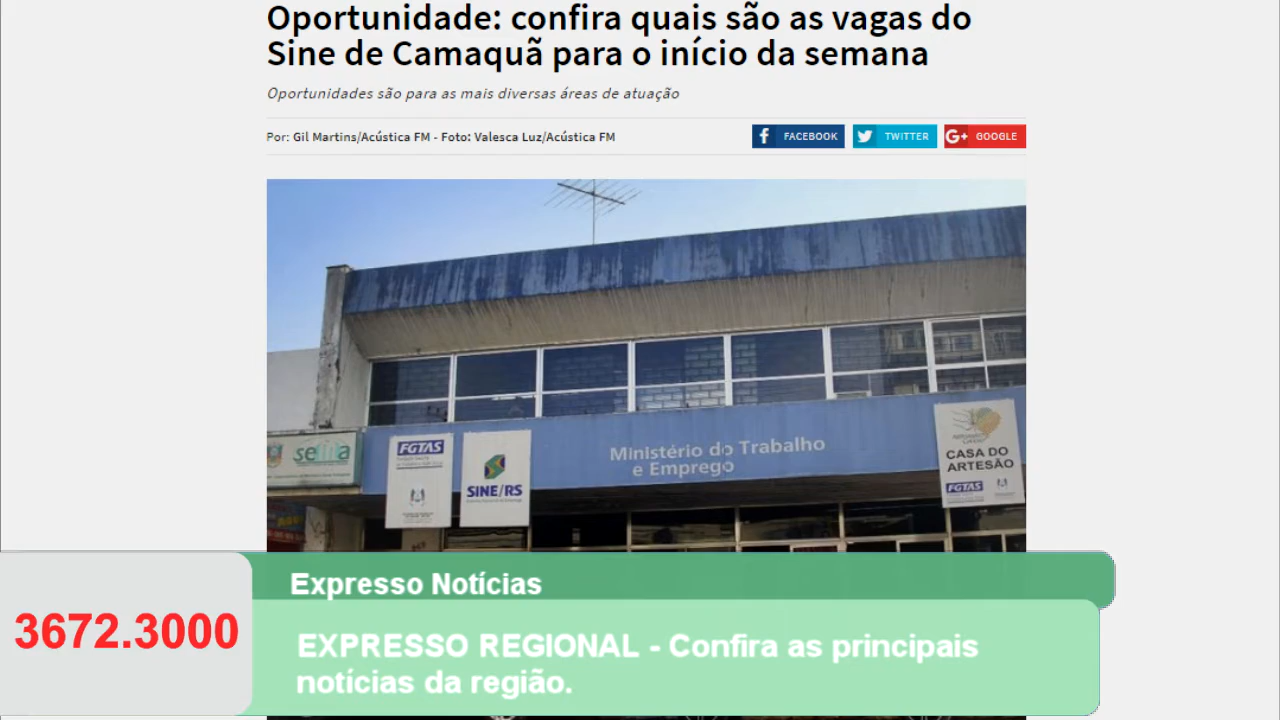 Oportunidade: confira quais são as vagas do
Sine de Camaquã para o início da semana
Oportunidades são para as mais diversas áreas de atuação
Por: Gil Martins/Acústica FM - Foto: Valesca Luz/Acústica FM
FACEBOOK
TWITTER
G+ GOOGLE
Ministério do Trabalho
e Emprego
FGTAS
SINE/RS
CASA DO
ARTESÃO
FGTAS
Expresso Notícias
3672.3000
EXPRESSO REGIONAL - Confira as principais
notícias da região.